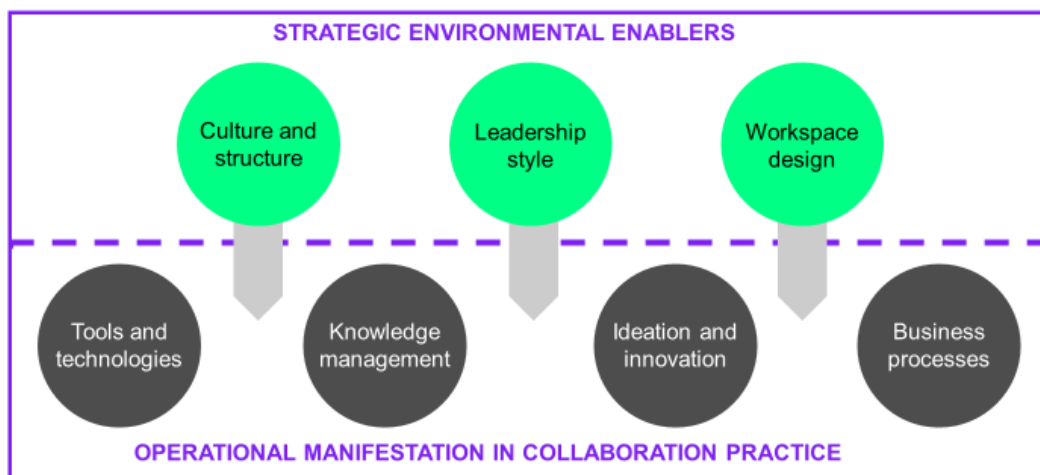 STRATEGIC ENVIRONMENTAL ENABLERS
Culture and
structure
Leadership
style
Workspace
design
Tools and
technologies
Knowledge
management
Ideation and
innovation
Business
processes
OPERATIONAL MANIFESTATION IN COLLABORATION PRACTICE